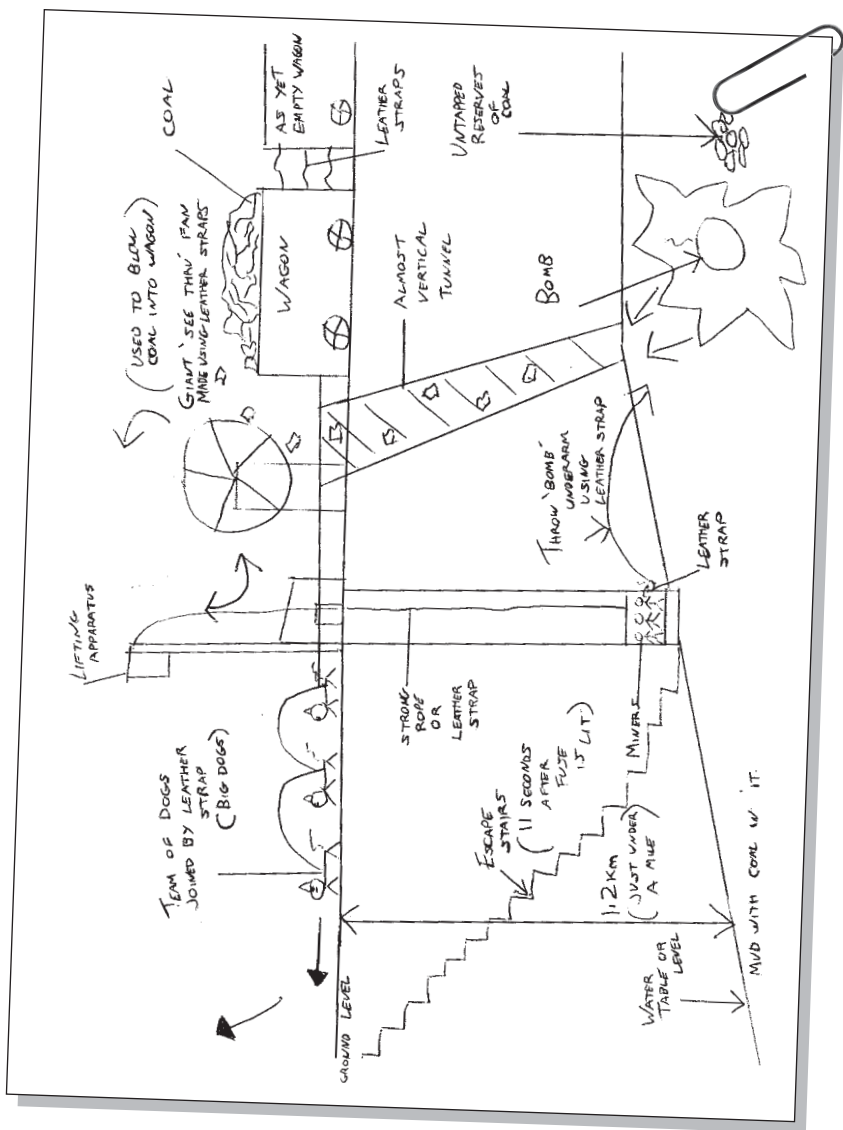 LIFTING
APPARATUS
(USED TO BLOW
COAL INTO WAGON)
GIANT 'SEE THRU' FAN
MADE USING LEATHER STRAPS
COAL
AS YET
EMPTY WAGON
LEATHER
STRAPS
WAGON
TEAM OF DOGS
JOINED BY LEATHER
STRAP
(BIG DOGS)
GROUND LEVEL
STRONG
ROPE
OR
LEATHER
STRAP
ALMOST
VERTICAL
TUNNEL
UNTAPPED
RESERVES
OF
COAL
ESCAPE
STAIRS
(11 SECONDS
AFTER
FUSE
IS LIT)
THROW 'BOMB'
UNDERARM
USING
LEATHER STRAP
BOMB
1.2KM
(JUST UNDER
A MILE)
MINERS
LEATHER
STRAP
WATER
TABLE OR
LEVEL
MUD WITH COAL IN IT.